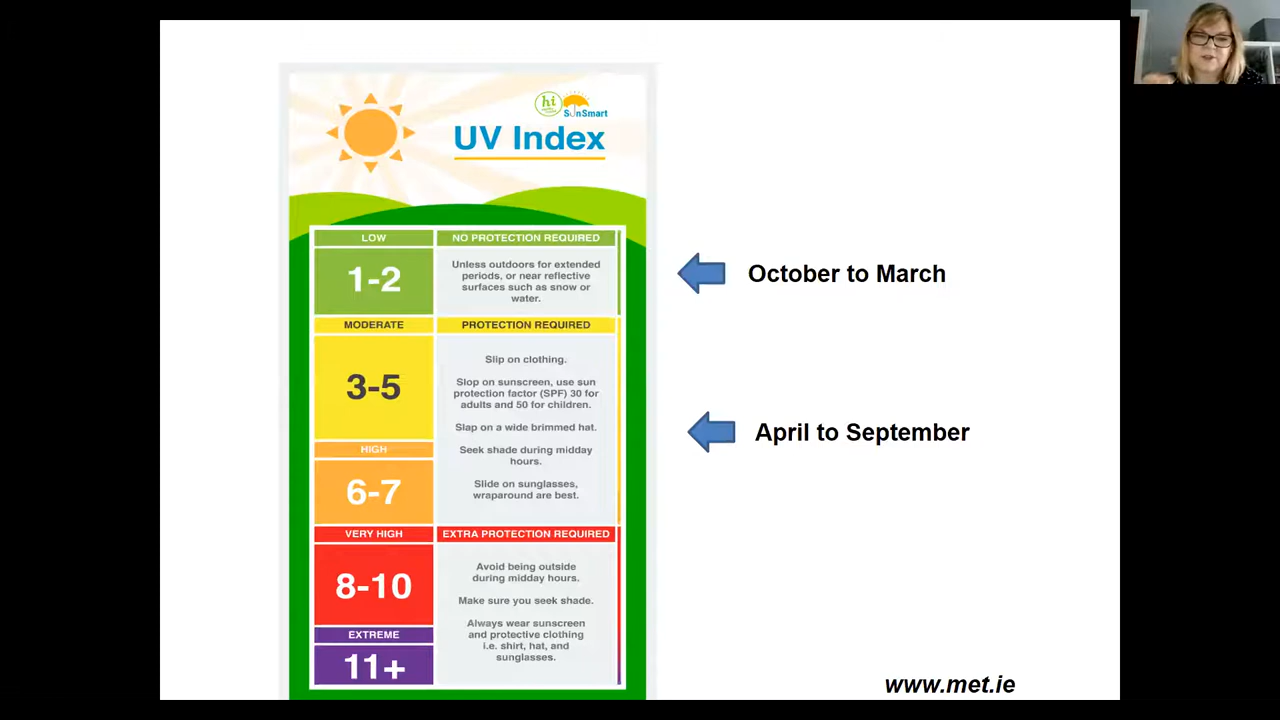 hi
SunSmart
UV Index
LOW
NO PROTECTION REQUIRED
1-2
Unless outdoors for extended
periods, or near reflective
surfaces such as snow or
water.
October to March
MODERATE
PROTECTION REQUIRED
3-5
Slip on clothing.
Slop on sunscreen, use sun
protection factor (SPF) 30 for
adults and 50 for children.
Slap on a wide brimmed hat.
Seek shade during midday
hours.
Slide on sunglasses,
wraparound are best.
April to September
HIGH
6-7
VERY HIGH
EXTRA PROTECTION REQUIRED
8-10
Avoid being outside
during midday hours.
Make sure you seek shade.
Always wear sunscreen
and protective clothing
i.e. shirt, hat, and
sunglasses.
EXTREME
11+
www.met.ie